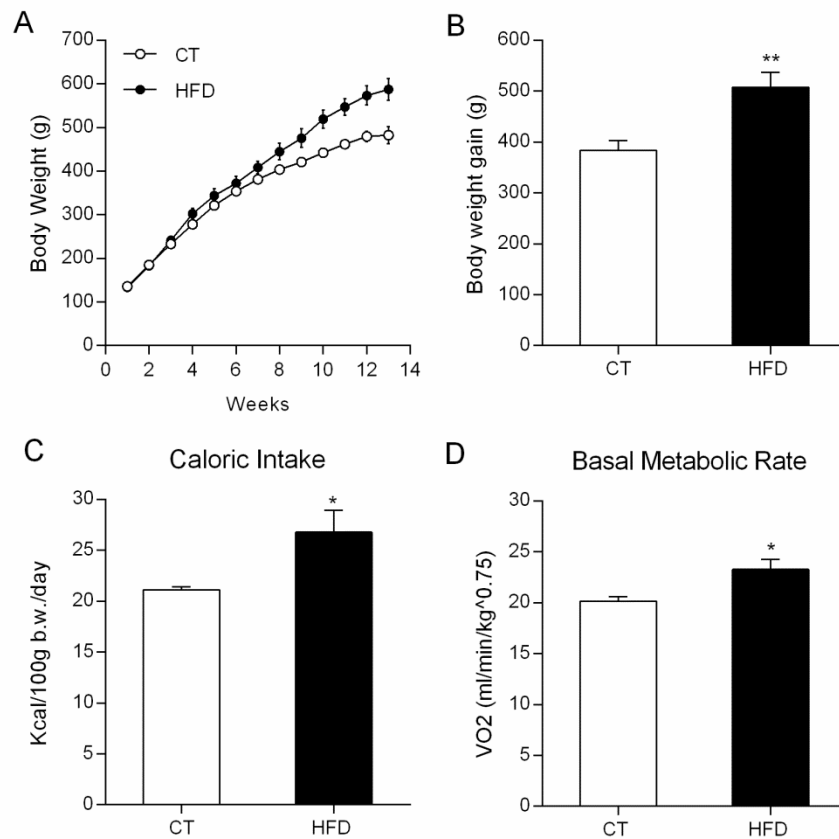 A
Body Weight (g)
700
600
500
400
300
200
100
0
CT
HFD
0 2 4 6 8 10 12 14
Weeks
B
Body weight gain (g)
600
500
400
300
200
100
0
**
CT HFD
C
Caloric Intake
Kcal/100g b.w./day
30
25
20
15
10
5
0
*
CT HFD
D
Basal Metabolic Rate
VO2 (ml/min/kg^0.75)
30
25
20
15
10
5
0
*
CT HFD